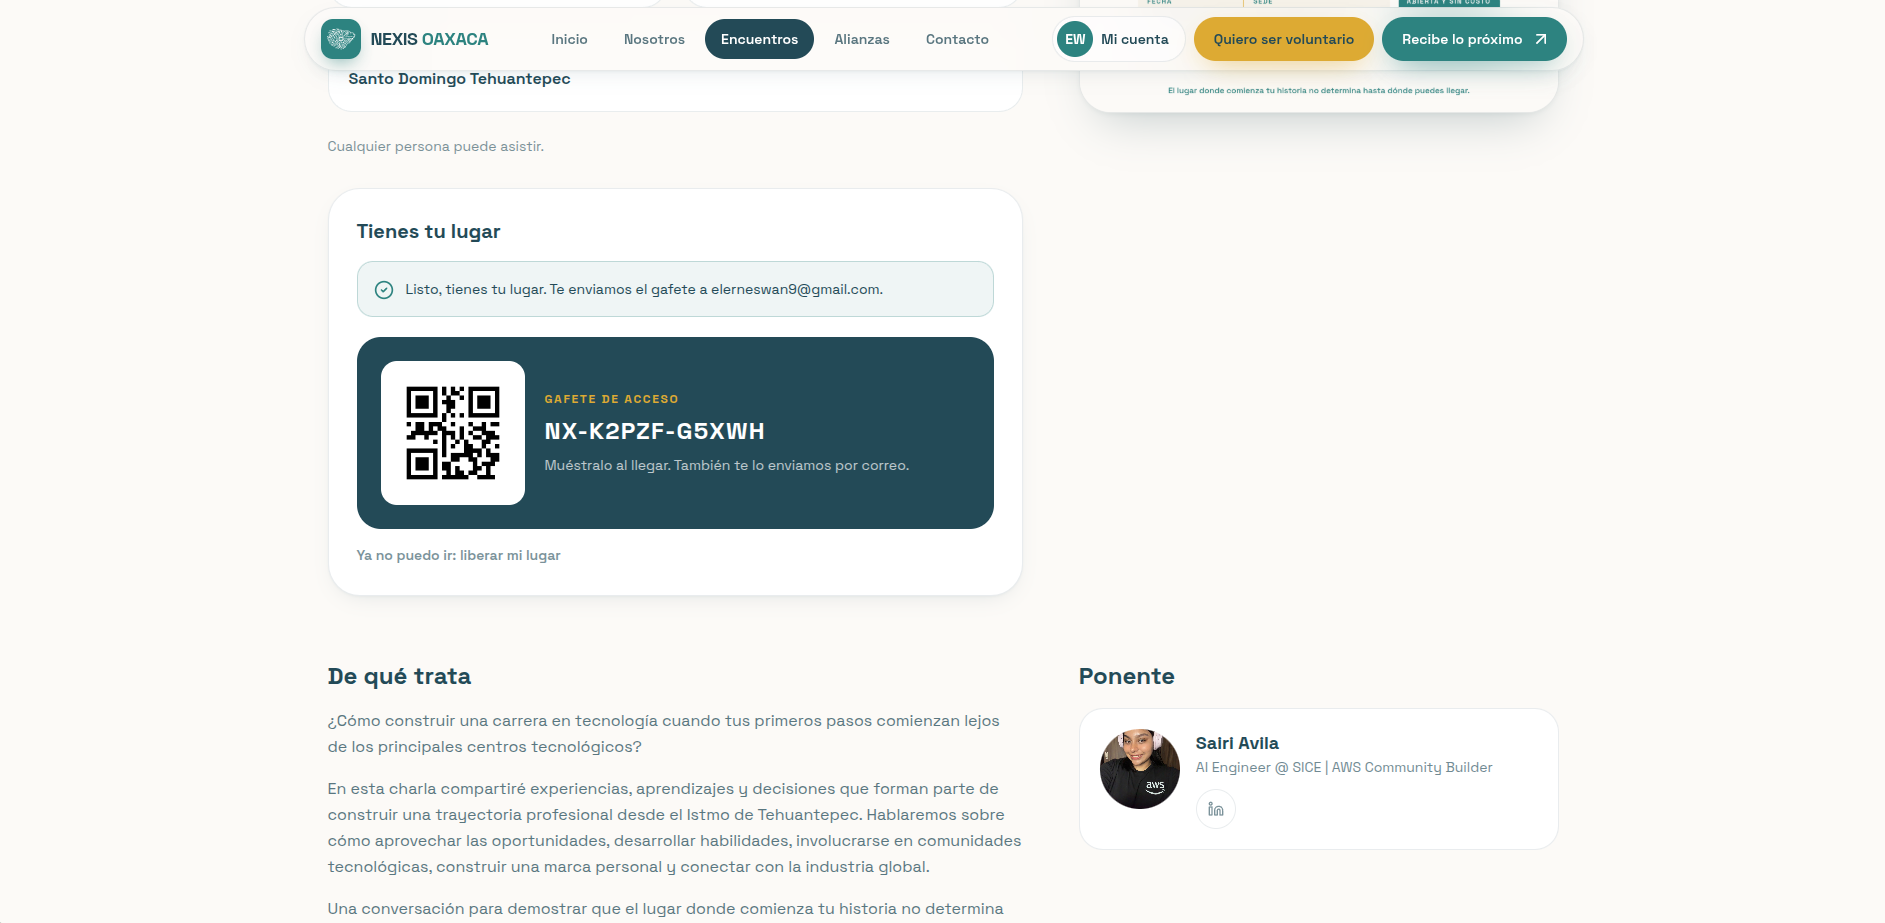 FECHA
SEDE
ABIERTA Y SIN COSTO
NEXIS OAXACA
Inicio
Nosotros
Encuentros
Alianzas
Contacto
EW
Mi cuenta
Quiero ser voluntario
Recibe lo próximo
Santo Domingo Tehuantepec
El lugar donde comienza tu historia no determina hasta dónde puedes llegar.
Cualquier persona puede asistir.
Tienes tu lugar
Listo, tienes tu lugar. Te enviamos el gafete a elerneswan9@gmail.com.
GAFETE DE ACCESO
NX-K2PZF-G5XWH
Muéstralo al llegar. También te lo enviamos por correo.
Ya no puedo ir: liberar mi lugar
De qué trata
¿Cómo construir una carrera en tecnología cuando tus primeros pasos comienzan lejos
de los principales centros tecnológicos?
En esta charla compartiré experiencias, aprendizajes y decisiones que forman parte de
construir una trayectoria profesional desde el Istmo de Tehuantepec. Hablaremos sobre
cómo aprovechar las oportunidades, desarrollar habilidades, involucrarse en comunidades
tecnológicas, construir una marca personal y conectar con la industria global.
Una conversación para demostrar que el lugar donde comienza tu historia no determina
Ponente
aws
Sairi Avila
AI Engineer @ SICE | AWS Community Builder
in